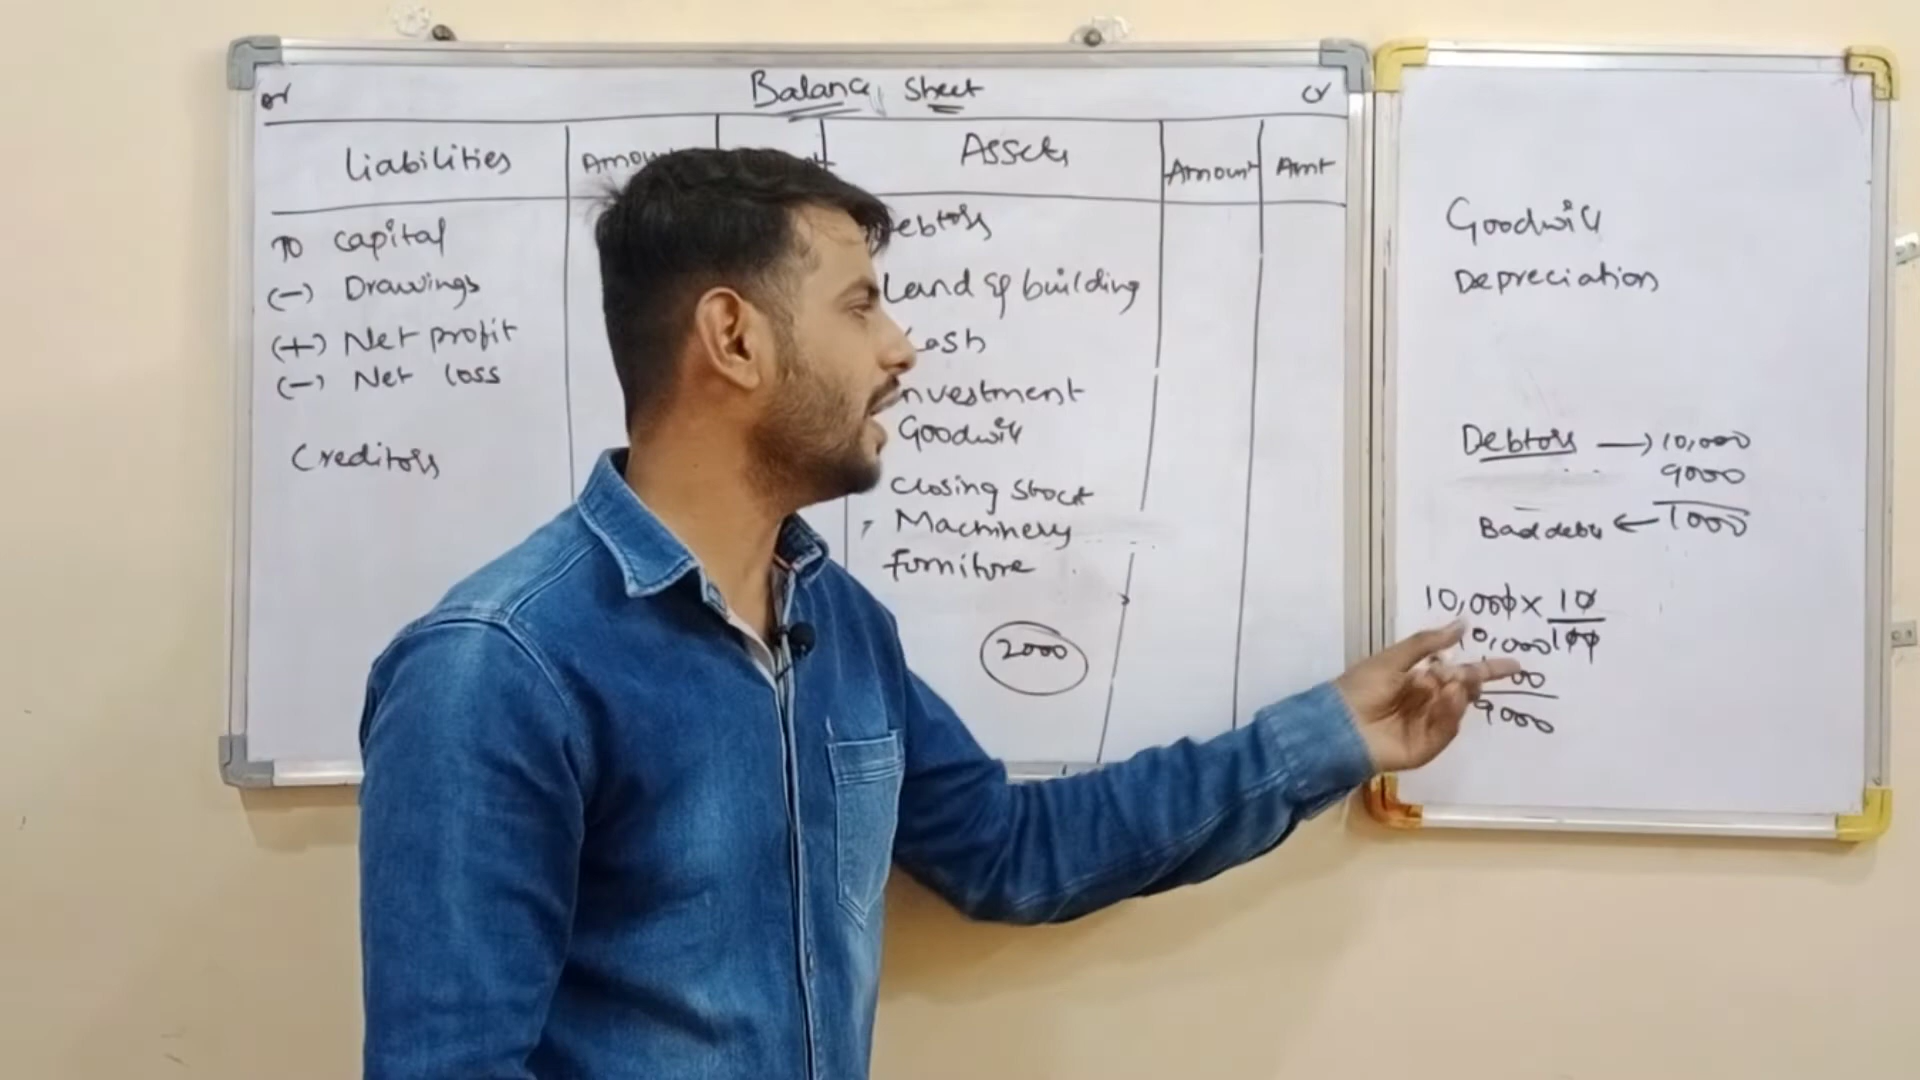 Balance Sheet
Dr
Cr
Liabilities
Assets
Amount
Amt
To Capital
(-) Drawings
(+) Net profit
(-) Net loss
Creditors
Land & building
Investment
Goodwill
Closing Stock
Machinery
furniture
2000
Goodwill
Depreciation
Debtors → 10,000
9000
Bad debts ← 1000
10,000 × 10
10,000 100
9000